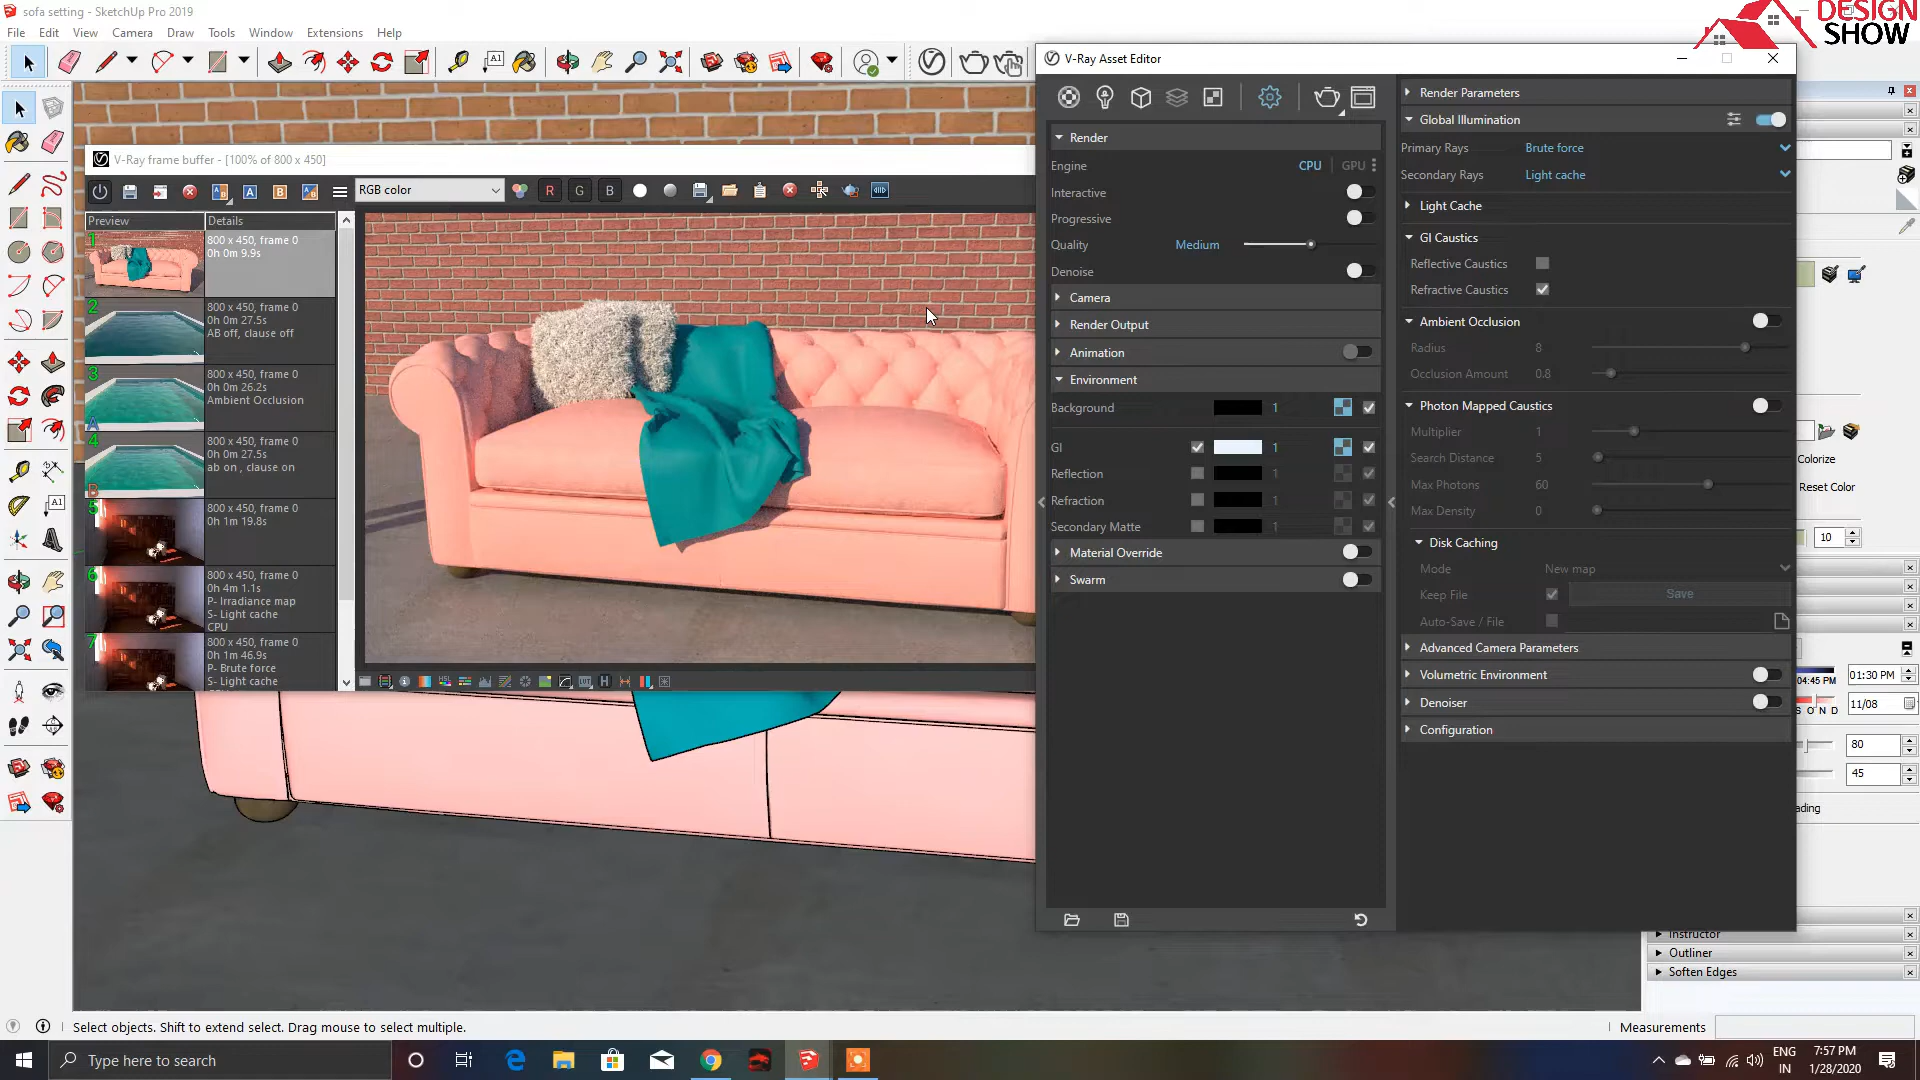 sofa setting - SketchUp Pro 2019
DESIGN
SHOW
File Edit View Camera Draw Tools Window Extensions Help
V-Ray Asset Editor
V-Ray frame buffer - [100% of 800 x 450]
RGB color
R G B
Preview Details
1
800 x 450, frame 0
0h 0m 9.9s
2
800 x 450, frame 0
0h 0m 27.5s
AB off, clause off
3
800 x 450, frame 0
0h 0m 26.2s
Ambient Occlusion
A
4
800 x 450, frame 0
0h 0m 27.5s
ab on , clause on
B
5
800 x 450, frame 0
0h 1m 19.8s
6
800 x 450, frame 0
0h 4m 1.1s
P- Irradiance map
S- Light cache
CPU
7
800 x 450, frame 0
0h 1m 46.9s
P- Brute force
S- Light cache
Render
Engine CPU GPU
Interactive
Progressive
Quality Medium
Denoise
Camera
Render Output
Animation
Environment
Background 1
GI 1
Reflection 1
Refraction 1
Secondary Matte 1
Material Override
Swarm
Render Parameters
Global Illumination
Primary Rays Brute force
Secondary Rays Light cache
Light Cache
GI Caustics
Reflective Caustics
Refractive Caustics
Ambient Occlusion
Radius 8
Occlusion Amount 0.8
Photon Mapped Caustics
Multiplier 1
Search Distance 5
Max Photons 60
Max Density 0
Disk Caching
Mode New map
Keep File Save
Auto-Save / File
Advanced Camera Parameters
Volumetric Environment
Denoiser
Configuration
Colorize
Reset Color
10
04:45 PM 01:30 PM
S O N D 11/08
80
45
ading
Instructor
Outliner
Soften Edges
Select objects. Shift to extend select. Drag mouse to select multiple.
Measurements
Type here to search
ENG
IN
7:57 PM
1/28/2020